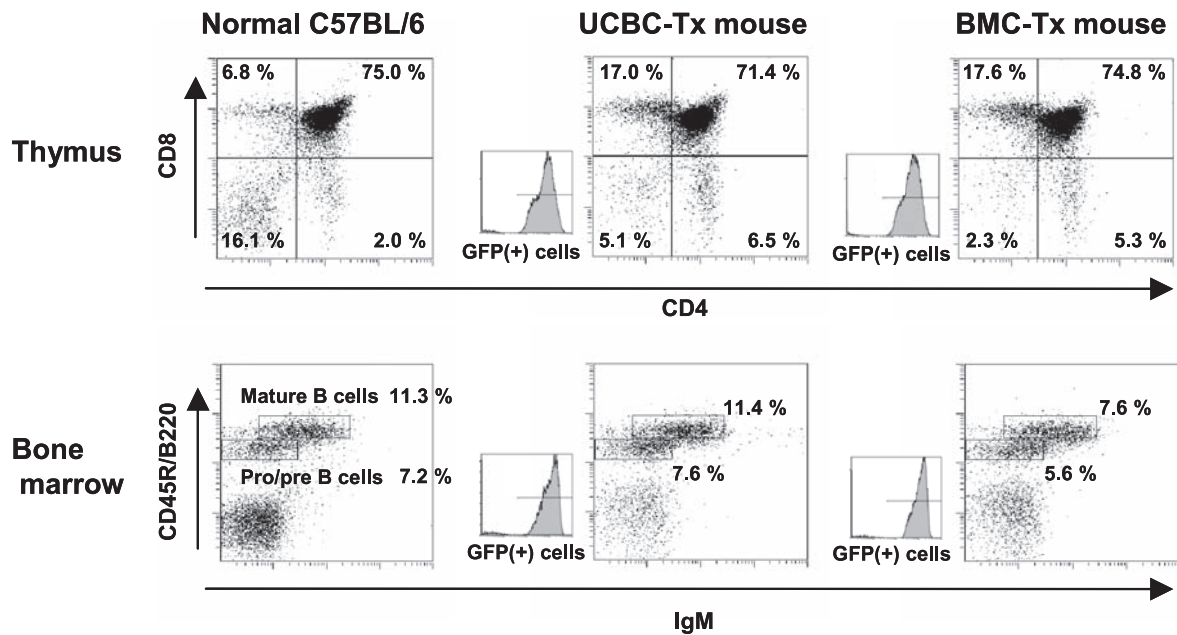 Normal C57BL/6
UCBC-Tx mouse
BMC-Tx mouse
Thymus
CD8
6.8 %
75.0 %
16.1 %
2.0 %
GFP(+) cells
17.0 %
71.4 %
5.1 %
6.5 %
GFP(+) cells
17.6 %
74.8 %
2.3 %
5.3 %
CD4
Bone
marrow
CD45R/B220
Mature B cells 11.3 %
Pro/pre B cells 7.2 %
GFP(+) cells
11.4 %
7.6 %
GFP(+) cells
7.6 %
5.6 %
IgM